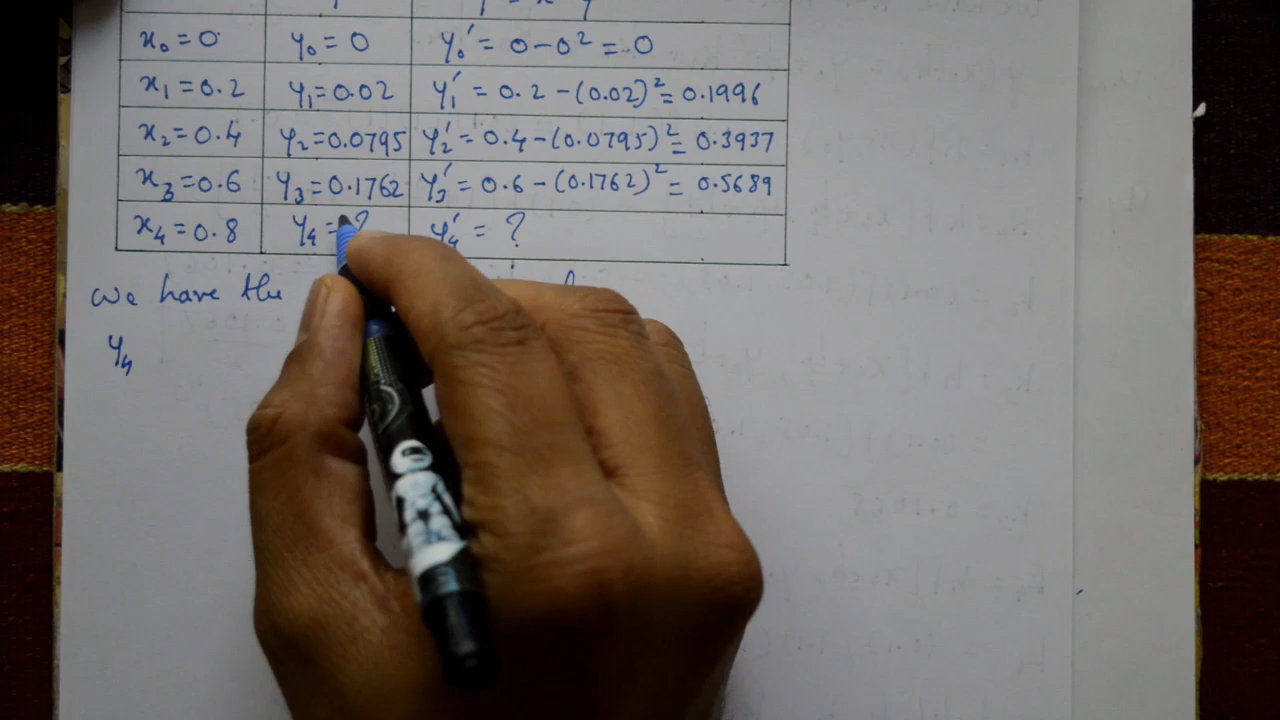 x₀ = 0 y₀ = 0 y₀′ = 0 - 0² = 0
x₁ = 0.2 y₁ = 0.02 y₁′ = 0.2 - (0.02)² = 0.1996
x₂ = 0.4 y₂ = 0.0795 y₂′ = 0.4 - (0.0795)² = 0.3937
x₃ = 0.6 y₃ = 0.1762 y₃′ = 0.6 - (0.1762)² = 0.5689
x₄ = 0.8 y₄ = ? y₄′ = ?
We have the
y₄